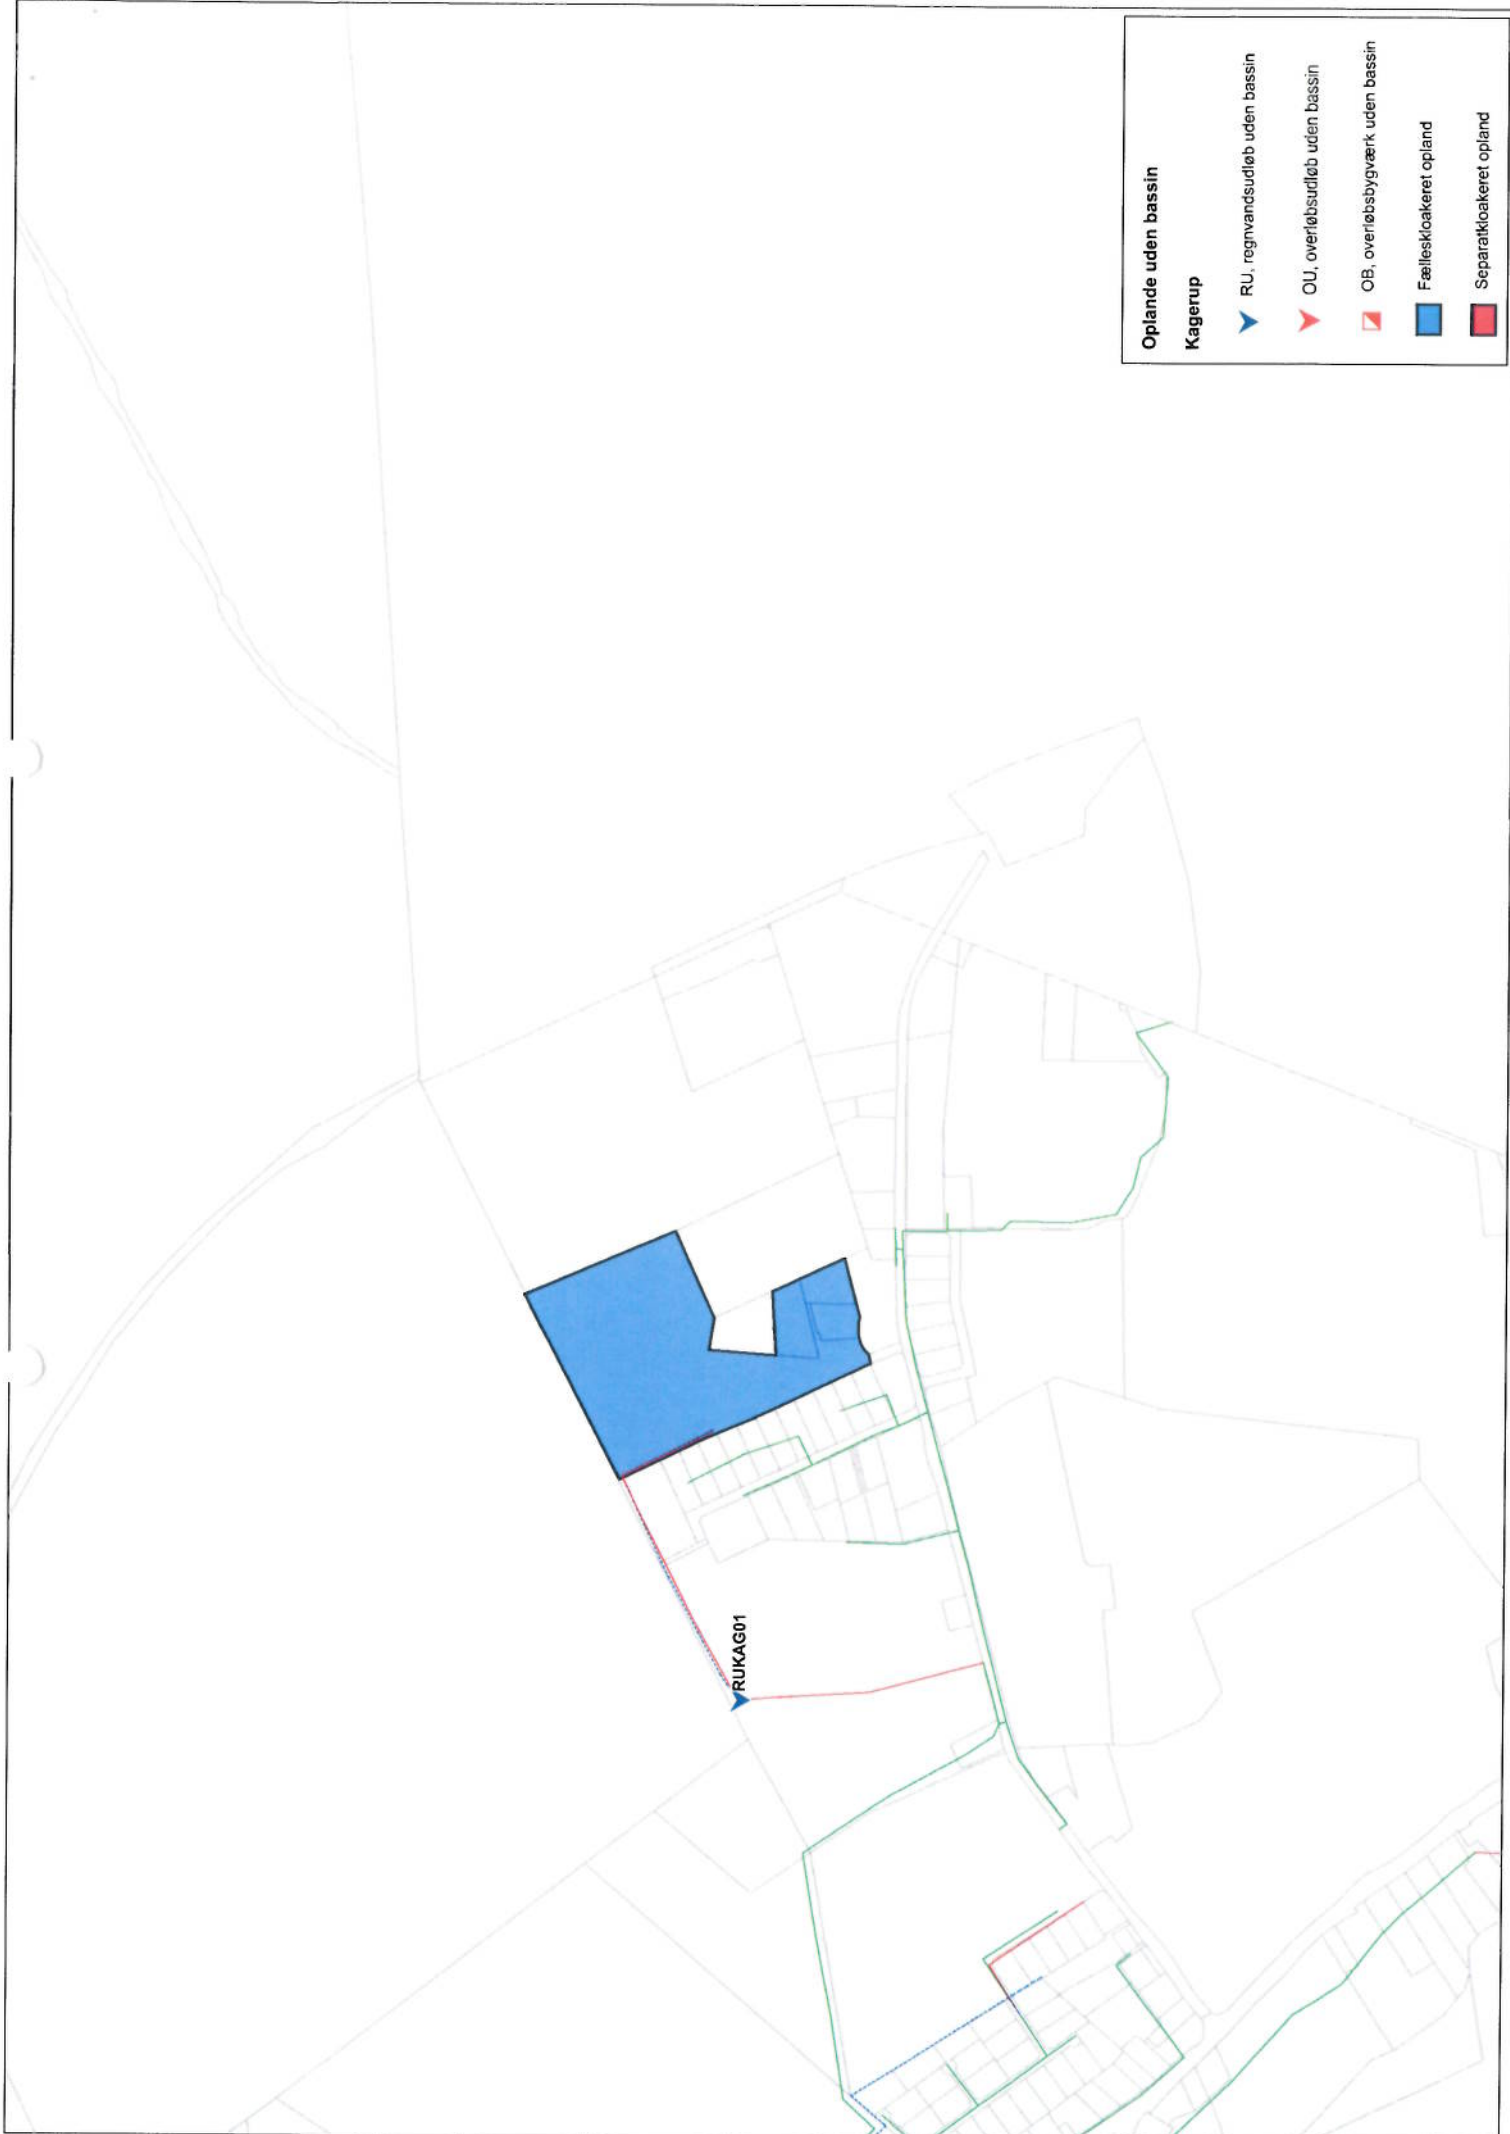 Oplande uden bassin
Kagerup
RU, regnvandsudløb uden bassin
OU, overløbsudløb uden bassin
OB, overløbsbygværk uden bassin
Fælleskloakeret opland
Separatkloakeret opland
RUKAG01